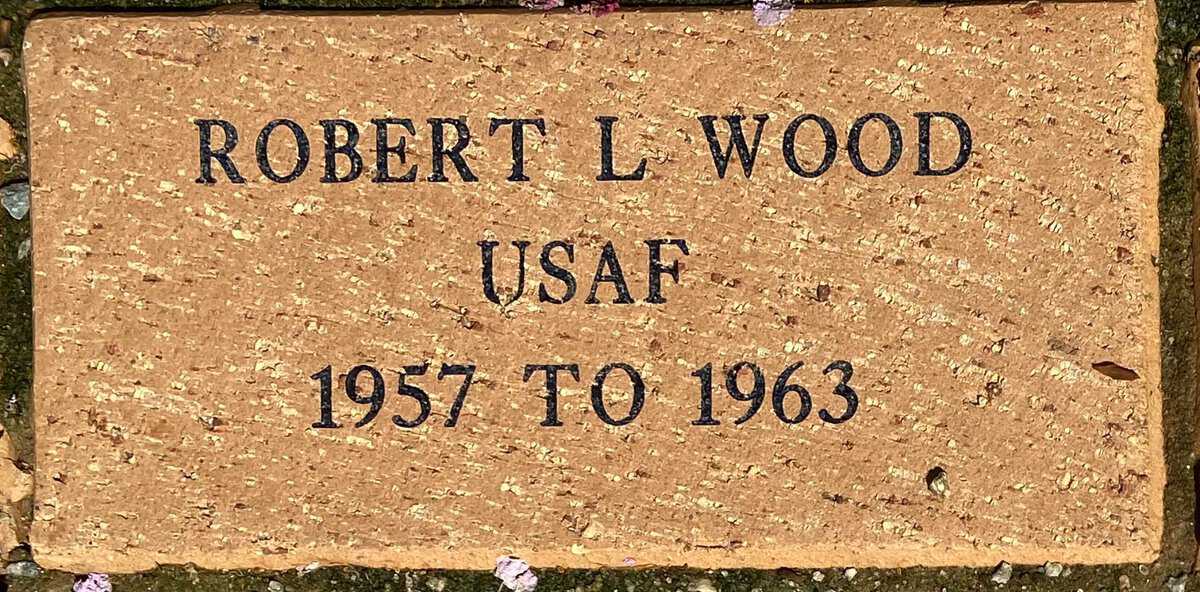 ROBERT L WOOD
USAF
1957 TO 1963